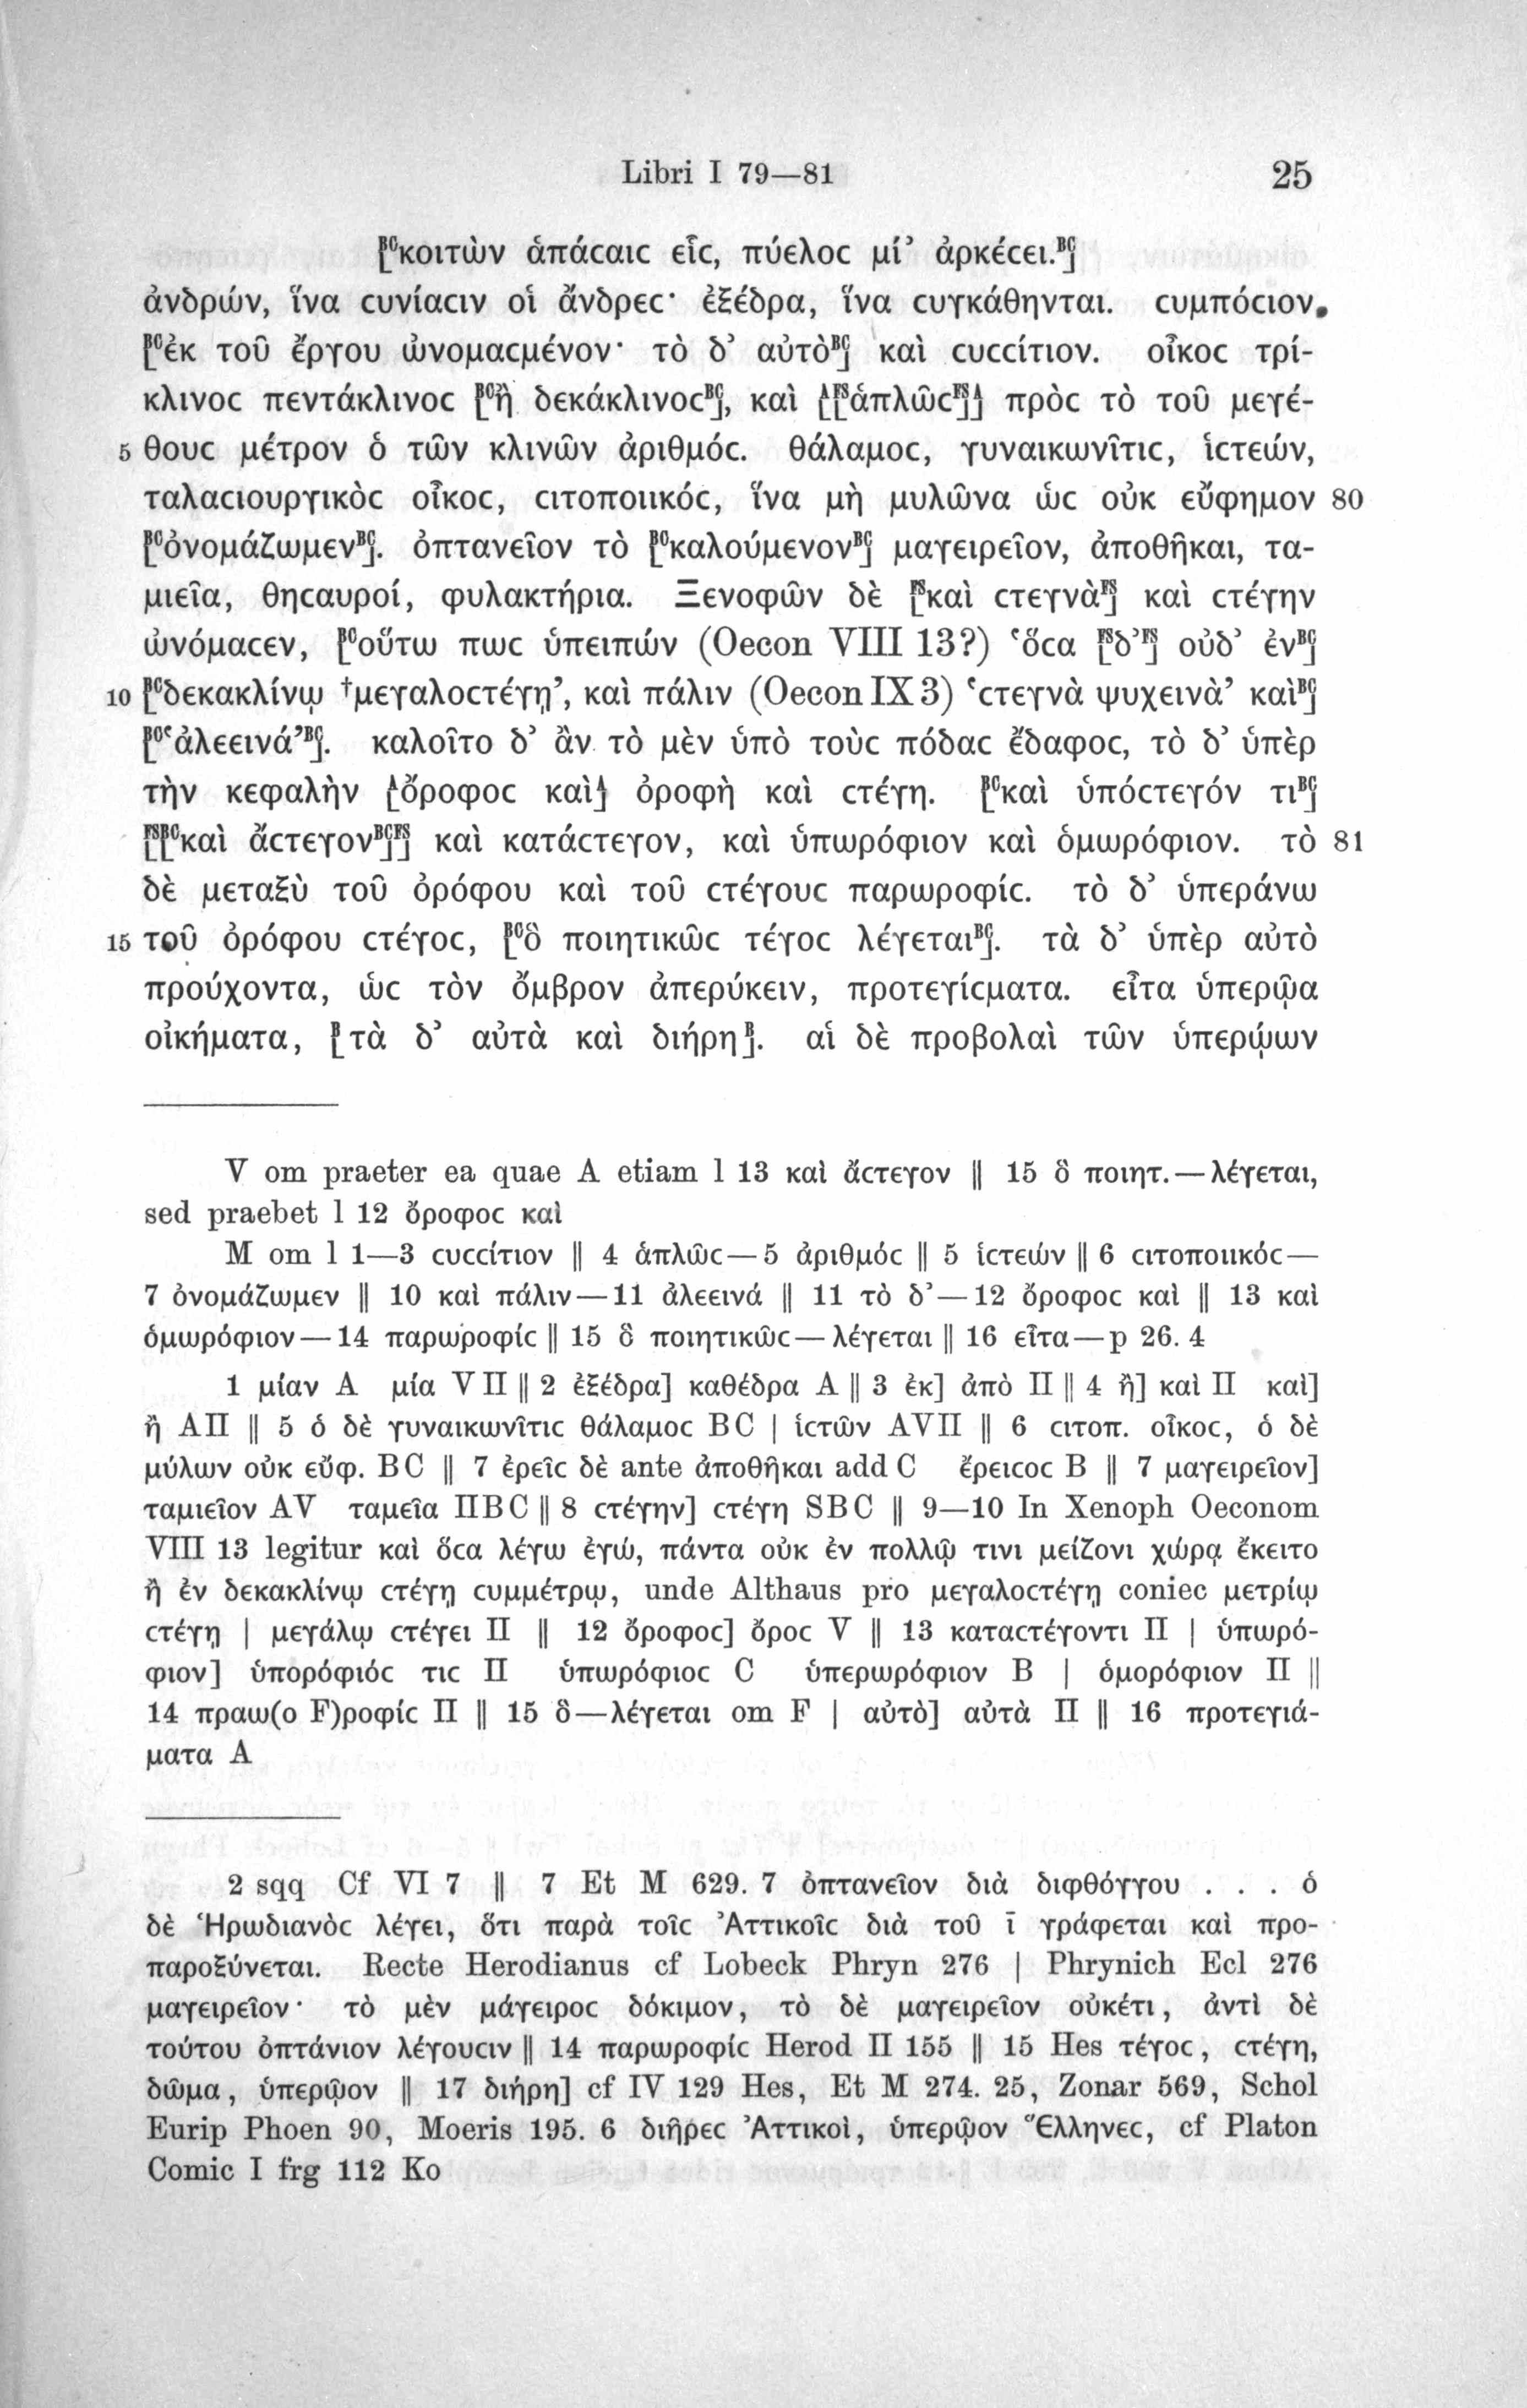 Libri I 79—81 25
[ᴮᶜκοιτὼν ἁπάϲαιϲ εἷϲ, πύελοϲ μί’ ἀρκέϲει.ᴮᶜ]
ἀνδρών, ἵνα ϲυνίαϲιν οἱ ἄνδρεϲ· ἐξέδρα, ἵνα ϲυγκάθηνται. ϲυμπόϲιον,
[ᴮᶜἐκ τοῦ ἔργου ὠνομαϲμένον· τὸ δ’ αὐτὸᴮᶜ] καὶ ϲυϲϲίτιον. οἶκοϲ τρί-
κλινοϲ πεντάκλινοϲ [ᴮᶜἢ δεκάκλινοϲᴮᶜ], καὶ [ᴬ[ᶠˢἁπλῶϲᶠˢ]ᴬ] πρὸϲ τὸ τοῦ μεγέ-
5 θουϲ μέτρον ὁ τῶν κλινῶν ἀριθμόϲ. θάλαμοϲ, γυναικωνῖτιϲ, ἱϲτεών,
ταλαϲιουργικὸϲ οἶκοϲ, ϲιτοποιικόϲ, ἵνα μὴ μυλῶνα ὡϲ οὐκ εὔφημον 80
[ᴮᶜὀνομάζωμενᴮᶜ]. ὀπτανεῖον τὸ [ᴮᶜκαλούμενονᴮᶜ] μαγειρεῖον, ἀποθῆκαι, τα-
μιεῖα, θηϲαυροί, φυλακτήρια. Ξενοφῶν δὲ [ᶠˢκαὶ ϲτεγνὰᶠˢ] καὶ ϲτέγην
ὠνόμαϲεν, [ᴮᶜοὕτω πωϲ ὑπειπών (Oecon VIII 13?) ‘ὅϲα [ᶠˢδ’ᶠˢ] οὐδ’ ἐνᴮᶜ]
10 [ᴮᶜδεκακλίνῳ †μεγαλοϲτέγῃ’, καὶ πάλιν (Oecon IX 3) ‘ϲτεγνὰ ψυχεινὰ’ καὶᴮᶜ]
[ᴮᶜ‘ἀλεεινά’ᴮᶜ]. καλοῖτο δ’ ἂν τὸ μὲν ὑπὸ τοὺϲ πόδαϲ ἔδαφοϲ, τὸ δ’ ὑπὲρ
τὴν κεφαλὴν [ᴬὄροφοϲ καὶᴬ] ὀροφὴ καὶ ϲτέγη. [ᴮᶜκαὶ ὑπόϲτεγόν τιᴮᶜ]
[ᶠˢ[ᴮᶜκαὶ ἄϲτεγονᴮᶜ]ᶠˢ] καὶ κατάϲτεγον, καὶ ὑπωρόφιον καὶ ὁμωρόφιον. τὸ 81
δὲ μεταξὺ τοῦ ὀρόφου καὶ τοῦ ϲτέγουϲ παρωροφίϲ. τὸ δ’ ὑπεράνω
15 τοῦ ὀρόφου ϲτέγοϲ, [ᴮᶜὃ ποιητικῶϲ τέγοϲ λέγεταιᴮᶜ]. τὰ δ’ ὑπὲρ αὐτὸ
προύχοντα, ὡϲ τὸν ὄμβρον ἀπερύκειν, προτεγίϲματα. εἶτα ὑπερῷα
οἰκήματα, [ᴮτὰ δ’ αὐτὰ καὶ διήρηᴮ]. αἱ δὲ προβολαὶ τῶν ὑπερῴων
V om praeter ea quae A etiam l 13 καὶ ἄϲτεγον ‖ 15 ὃ ποιητ.—λέγεται,
sed praebet l 12 ὄροφοϲ καὶ
M om l 1—3 ϲυϲϲίτιον ‖ 4 ἁπλῶϲ—5 ἀριθμόϲ ‖ 5 ἱϲτεών ‖ 6 ϲιτοποιικόϲ—
7 ὀνομάζωμεν ‖ 10 καὶ πάλιν—11 ἀλεεινά ‖ 11 τὸ δ’—12 ὄροφοϲ καὶ ‖ 13 καὶ
ὁμωρόφιον—14 παρωροφίϲ ‖ 15 ὃ ποιητικῶϲ—λέγεται ‖ 16 εἶτα—p 26. 4
1 μίαν A μία V II ‖ 2 ἐξέδρα] καθέδρα A ‖ 3 ἐκ] ἀπὸ II ‖ 4 ἢ] καὶ II καὶ]
ἢ AII ‖ 5 ὁ δὲ γυναικωνῖτιϲ θάλαμοϲ BC | ἱϲτῶν AVII ‖ 6 ϲιτοπ. οἶκοϲ, ὁ δὲ
μύλων οὐκ εὔφ. BC ‖ 7 ἐρεῖϲ δὲ ante ἀποθῆκαι add C ἔρειϲοϲ B ‖ 7 μαγειρεῖον]
ταμιεῖον AV ταμεῖα IIBC ‖ 8 ϲτέγην] ϲτέγη SBC ‖ 9—10 In Xenoph Oeconom
VIII 13 legitur καὶ ὅϲα λέγω ἐγώ, πάντα οὐκ ἐν πολλῷ τινι μείζονι χώρᾳ ἔκειτο
ἢ ἐν δεκακλίνῳ ϲτέγῃ ϲυμμέτρῳ, unde Althaus pro μεγαλοϲτέγῃ coniec μετρίῳ
ϲτέγῃ | μεγάλῳ ϲτέγει II ‖ 12 ὄροφοϲ] ὄροϲ V ‖ 13 καταϲτέγοντι II | ὑπωρό-
φιον] ὑπορόφιόϲ τιϲ II ὑπωρόφιοϲ C ὑπερωρόφιον B | ὁμορόφιον II ‖
14 πραω(ο F)ροφίϲ II ‖ 15 ὃ—λέγεται om F | αὐτὸ] αὐτὰ II ‖ 16 προτεγιά-
ματα A
2 sqq Cf VI 7 ‖ 7 Et M 629. 7 ὀπτανεῖον διὰ διφθόγγου . . . ὁ
δὲ Ἡρωδιανὸϲ λέγει, ὅτι παρὰ τοῖϲ Ἀττικοῖϲ διὰ τοῦ ῑ γράφεται καὶ προ-
παροξύνεται. Recte Herodianus cf Lobeck Phryn 276 | Phrynich Ecl 276
μαγειρεῖον· τὸ μὲν μάγειροϲ δόκιμον, τὸ δὲ μαγειρεῖον οὐκέτι, ἀντὶ δὲ
τούτου ὀπτάνιον λέγουϲιν ‖ 14 παρωροφίϲ Herod II 155 ‖ 15 Hes τέγοϲ, ϲτέγη,
δῶμα, ὑπερῷον ‖ 17 διήρη] cf IV 129 Hes, Et M 274. 25, Zonar 569, Schol
Eurip Phoen 90, Moeris 195. 6 διῆρεϲ Ἀττικοὶ, ὑπερῷον Ἕλληνεϲ, cf Platon
Comic I frg 112 Ko